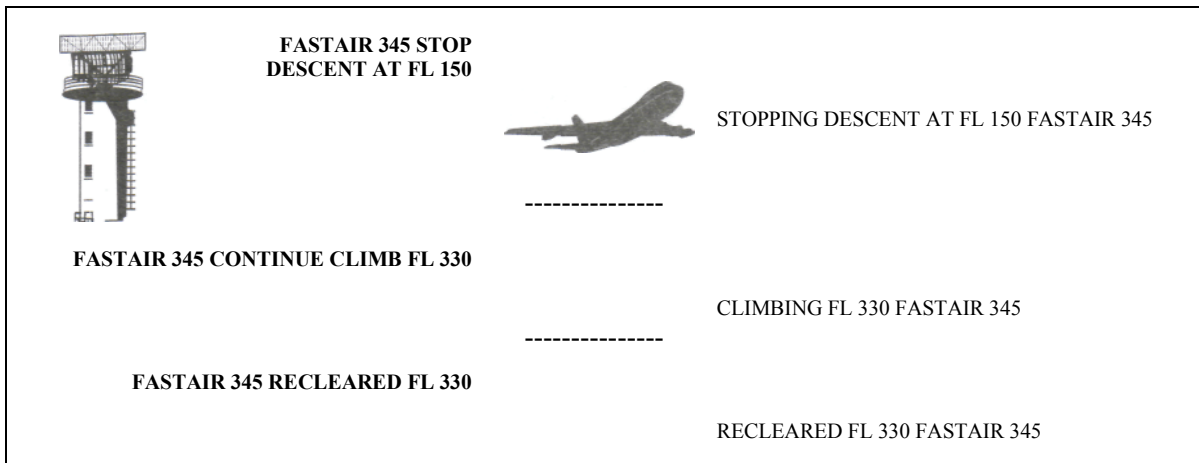 FASTAIR 345 STOP
DESCENT AT FL 150
STOPPING DESCENT AT FL 150 FASTAIR 345
---------------
FASTAIR 345 CONTINUE CLIMB FL 330
CLIMBING FL 330 FASTAIR 345
---------------
FASTAIR 345 RECLEARED FL 330
RECLEARED FL 330 FASTAIR 345